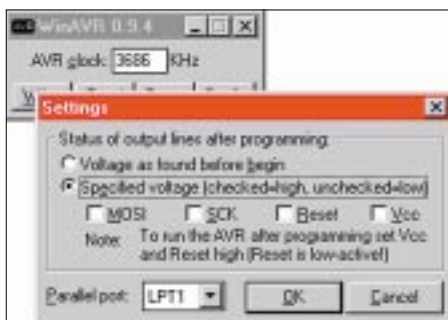 WinAVR 0.9.4
AVR clock: 3686 KHz
Settings
Status of output lines after programming:
Voltage as found before begin
Specified voltage (checked=high, unchecked=low)
MOSI SCK Reset Vcc
Note: To run the AVR after programming set Vcc
and Reset high (Reset is low-active!)
Parallel port: LPT1 OK Cancel